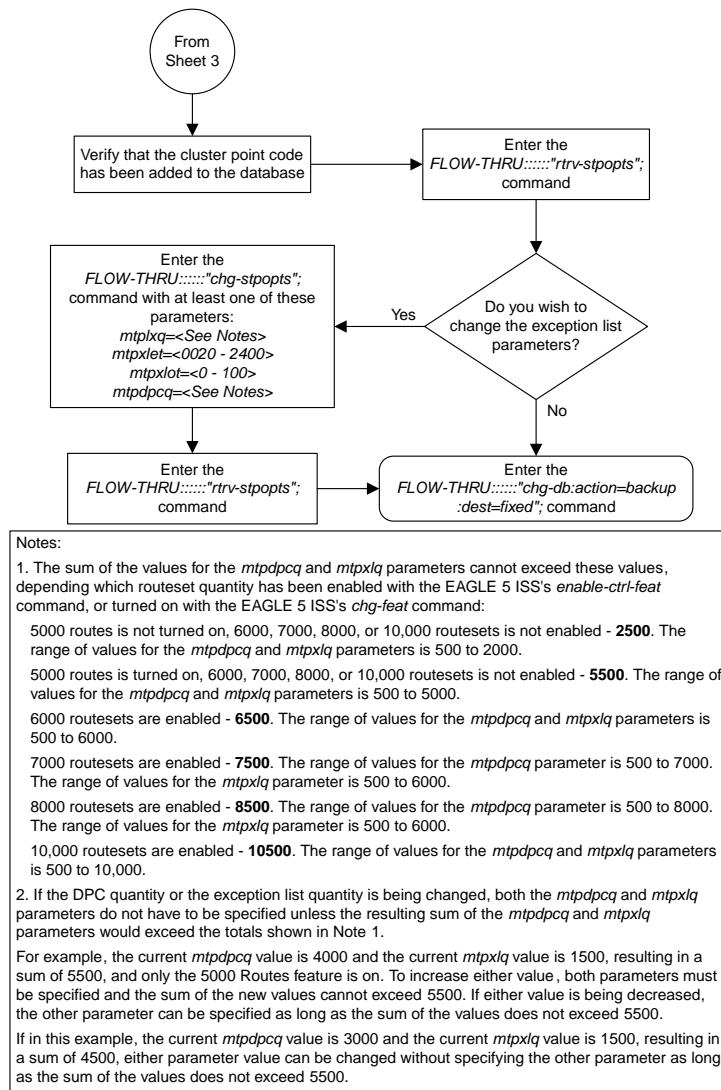 From
Sheet 3
Verify that the cluster point code
has been added to the database
Enter the
FLOW-THRU::::::"rtrv-stpopts";
command
Do you wish to
change the exception list
parameters?
Yes
No
Enter the
FLOW-THRU::::::"chg-stpopts";
command with at least one of these
parameters:
mtplxq=<See Notes>
mtpxlet=<0020 - 2400>
mtpxlot=<0 - 100>
mtpdpcq=<See Notes>
Enter the
FLOW-THRU::::::"rtrv-stpopts";
command
Enter the
FLOW-THRU::::::"chg-db:action=backup
:dest=fixed"; command
Notes:
1. The sum of the values for the mtpdpcq and mtpxlq parameters cannot exceed these values,
depending which routeset quantity has been enabled with the EAGLE 5 ISS's enable-ctrl-feat
command, or turned on with the EAGLE 5 ISS's chg-feat command:
5000 routes is not turned on, 6000, 7000, 8000, or 10,000 routesets is not enabled - 2500. The
range of values for the mtpdpcq and mtpxlq parameters is 500 to 2000.
5000 routes is turned on, 6000, 7000, 8000, or 10,000 routesets is not enabled - 5500. The range of
values for the mtpdpcq and mtpxlq parameters is 500 to 5000.
6000 routesets are enabled - 6500. The range of values for the mtpdpcq and mtpxlq parameters is
500 to 6000.
7000 routesets are enabled - 7500. The range of values for the mtpdpcq parameter is 500 to 7000.
The range of values for the mtpxlq parameter is 500 to 6000.
8000 routesets are enabled - 8500. The range of values for the mtpdpcq parameter is 500 to 8000.
The range of values for the mtpxlq parameter is 500 to 6000.
10,000 routesets are enabled - 10500. The range of values for the mtpdpcq and mtpxlq parameters
is 500 to 10,000.
2. If the DPC quantity or the exception list quantity is being changed, both the mtpdpcq and mtpxlq
parameters do not have to be specified unless the resulting sum of the mtpdpcq and mtpxlq
parameters would exceed the totals shown in Note 1.
For example, the current mtpdpcq value is 4000 and the current mtpxlq value is 1500, resulting in a
sum of 5500, and only the 5000 Routes feature is on. To increase either value, both parameters must
be specified and the sum of the new values cannot exceed 5500. If either value is being decreased,
the other parameter can be specified as long as the sum of the values does not exceed 5500.
If in this example, the current mtpdpcq value is 3000 and the current mtpxlq value is 1500, resulting in
a sum of 4500, either parameter value can be changed without specifying the other parameter as long
as the sum of the values does not exceed 5500.